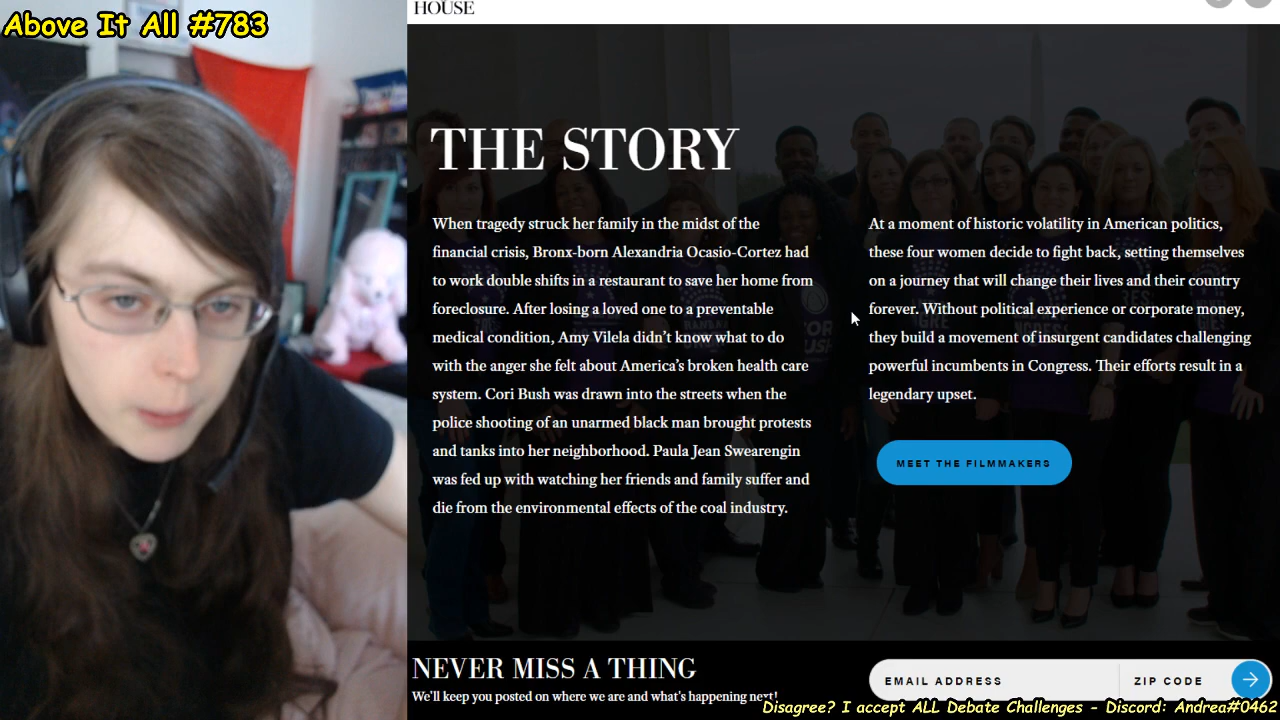 Above It All #783
HOUSE
THE STORY
When tragedy struck her family in the midst of the
financial crisis, Bronx-born Alexandria Ocasio-Cortez had
to work double shifts in a restaurant to save her home from
foreclosure. After losing a loved one to a preventable
medical condition, Amy Vilela didn't know what to do
with the anger she felt about America's broken health care
system. Cori Bush was drawn into the streets when the
police shooting of an unarmed black man brought protests
and tanks into her neighborhood. Paula Jean Swearengin
was fed up with watching her friends and family suffer and
die from the environmental effects of the coal industry.
At a moment of historic volatility in American politics,
these four women decide to fight back, setting themselves
on a journey that will change their lives and their country
forever. Without political experience or corporate money,
they build a movement of insurgent candidates challenging
powerful incumbents in Congress. Their efforts result in a
legendary upset.
MEET THE FILMMAKERS
NEVER MISS A THING
We'll keep you posted on where we are and what's happening next!
EMAIL ADDRESS
ZIP CODE
Disagree? I accept ALL Debate Challenges - Discord: Andrea#0462